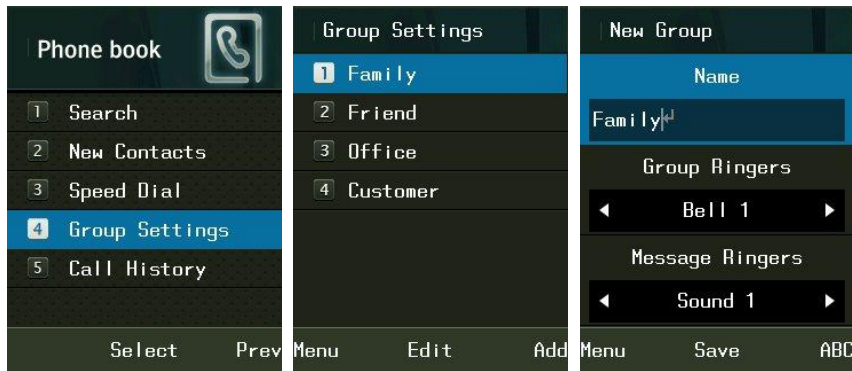 Phone book
1 Search
2 New Contacts
3 Speed Dial
4 Group Settings
5 Call History
Select Prev
Group Settings
1 Family
2 Friend
3 Office
4 Customer
Menu Edit Add
New Group
Name
Family
Group Ringers
Bell 1
Message Ringers
Sound 1
Menu Save ABC